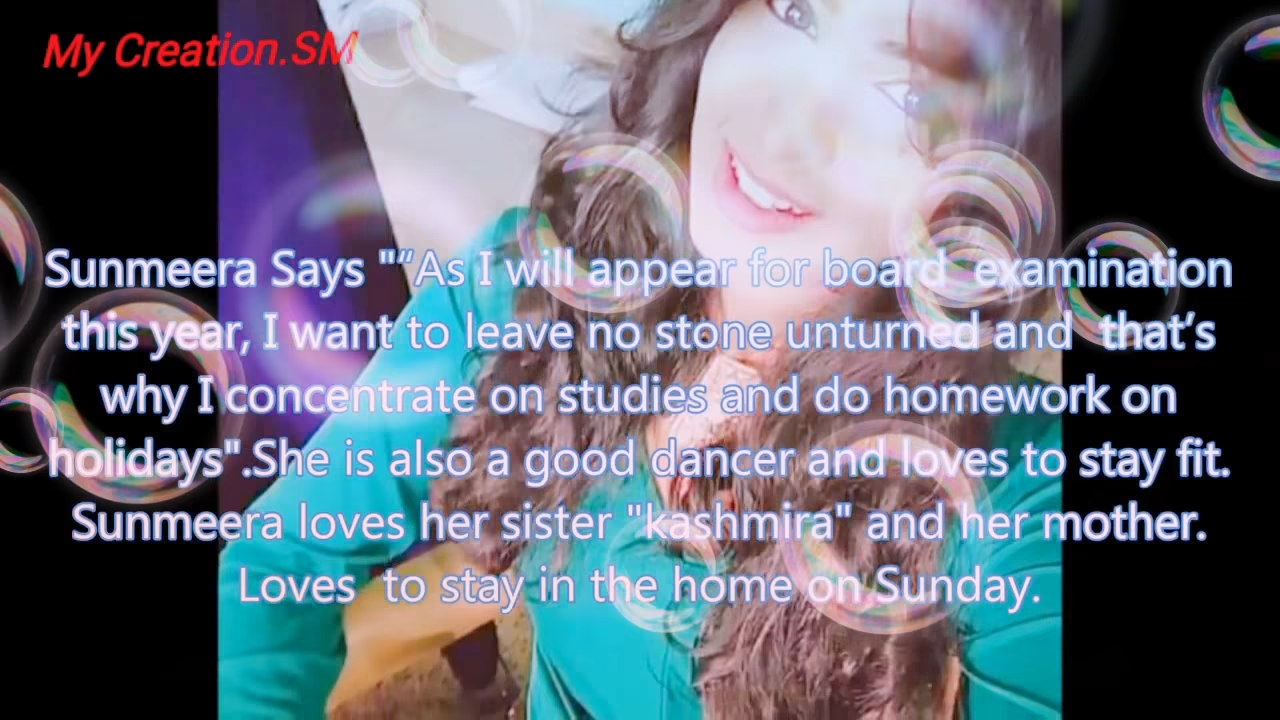 My Creation.SM
Sunmeera Says "“As I will appear for board  examination
this year, I want to leave no stone unturned and  that’s
why I concentrate on studies and do homework on
holidays".She is also a good dancer and loves to stay fit.
Sunmeera loves her sister "kashmira" and her mother.
Loves  to stay in the home on Sunday.